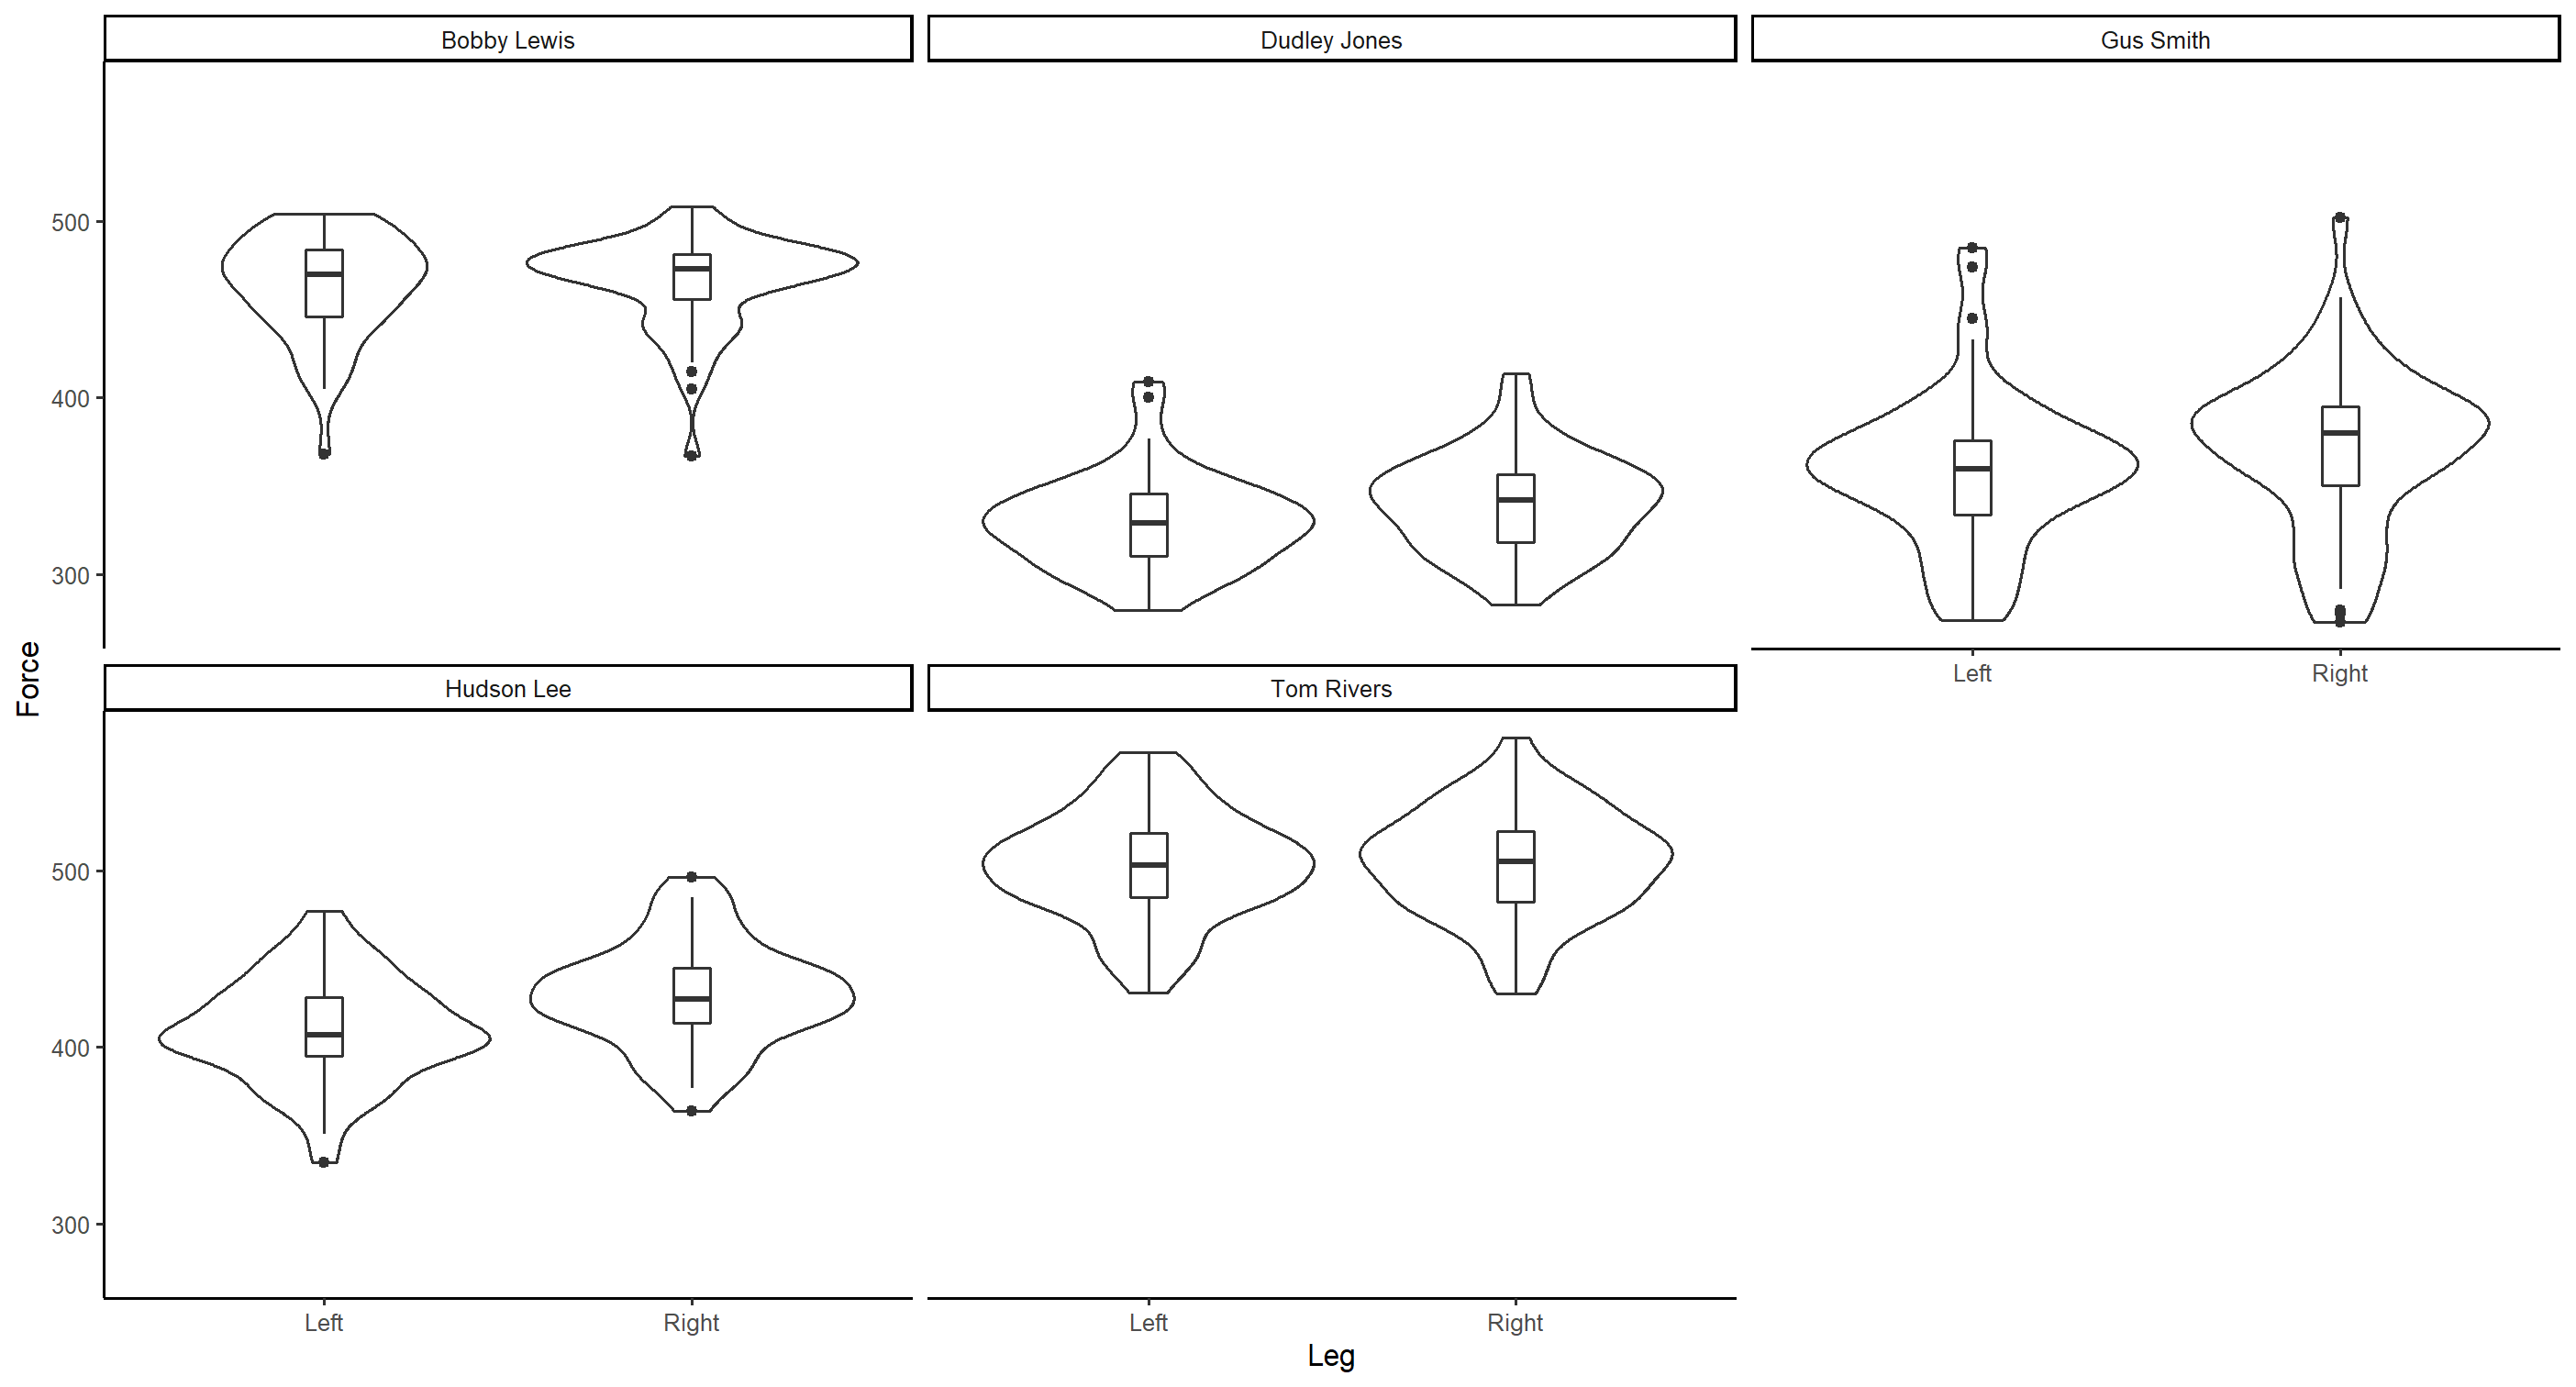 Bobby Lewis
Dudley Jones
Gus Smith
500
400
300
Left
Right
Force
Hudson Lee
Tom Rivers
500
400
300
Left
Right
Left
Right
Leg